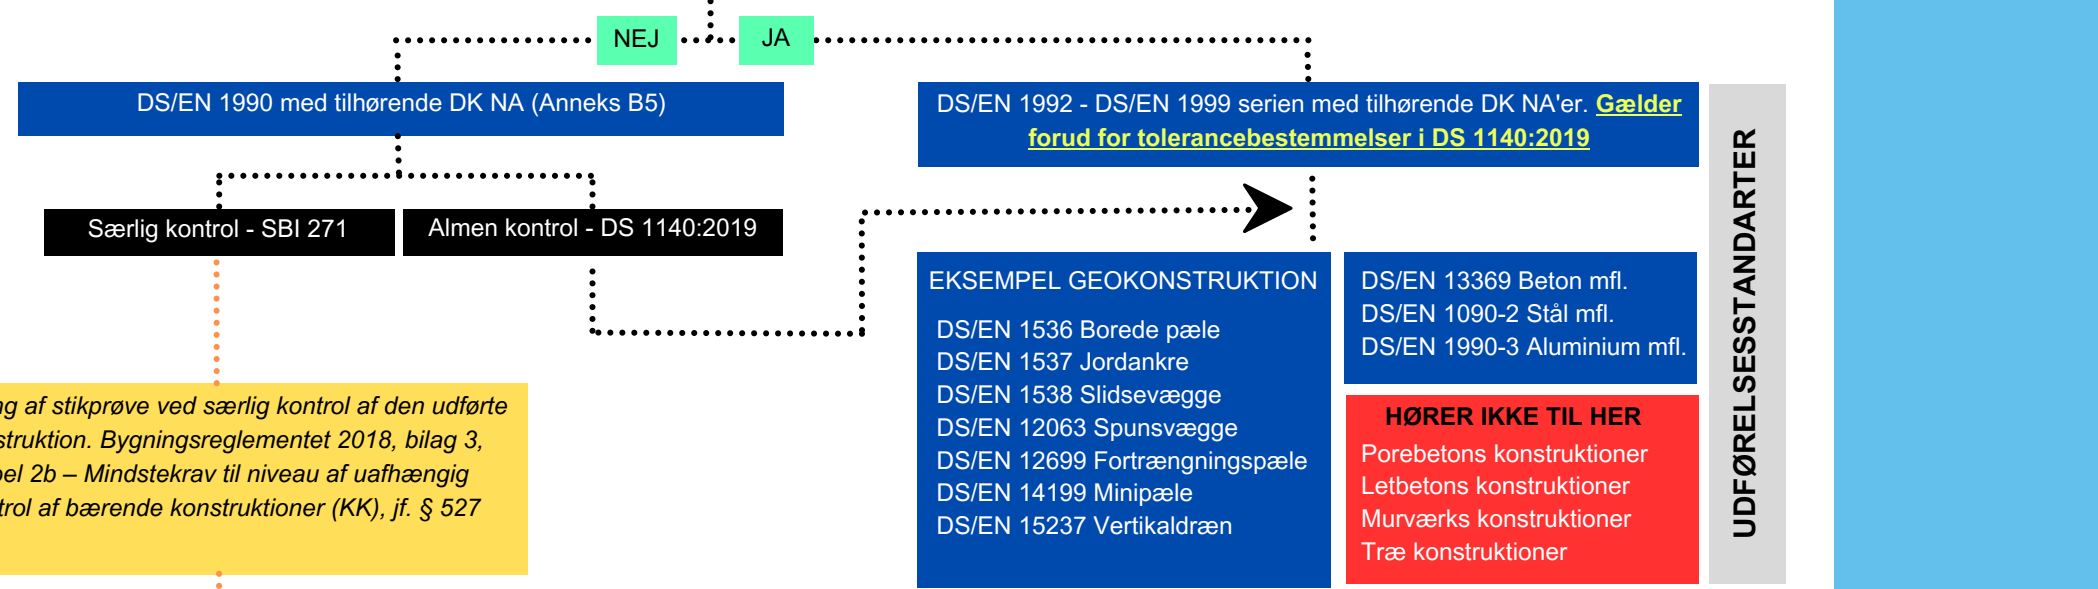 NEJ
JA
DS/EN 1990 med tilhørende DK NA (Anneks B5)
DS/EN 1992 - DS/EN 1999 serien med tilhørende DK NA'er. Gælder
forud for tolerancebestemmelser i DS 1140:2019
Særlig kontrol - SBI 271
Almen kontrol - DS 1140:2019
EKSEMPEL GEOKONSTRUKTION
DS/EN 1536 Borede pæle
DS/EN 1537 Jordankre
DS/EN 1538 Slidsevægge
DS/EN 12063 Spunsvægge
DS/EN 12699 Fortrængningspæle
DS/EN 14199 Minipæle
DS/EN 15237 Vertikaldræn
DS/EN 13369 Beton mfl.
DS/EN 1090-2 Stål mfl.
DS/EN 1990-3 Aluminium mfl.
HØRER IKKE TIL HER
Porebetons konstruktioner
Letbetons konstruktioner
Murværks konstruktioner
Træ konstruktioner
UDFØRELSESSTANDARTER
af stikprøve ved særlig kontrol af den udførte
Bygningsreglementet 2018, bilag 3,
2b – Mindstekrav til niveau af uafhængig
af bærende konstruktioner (KK), jf. § 527